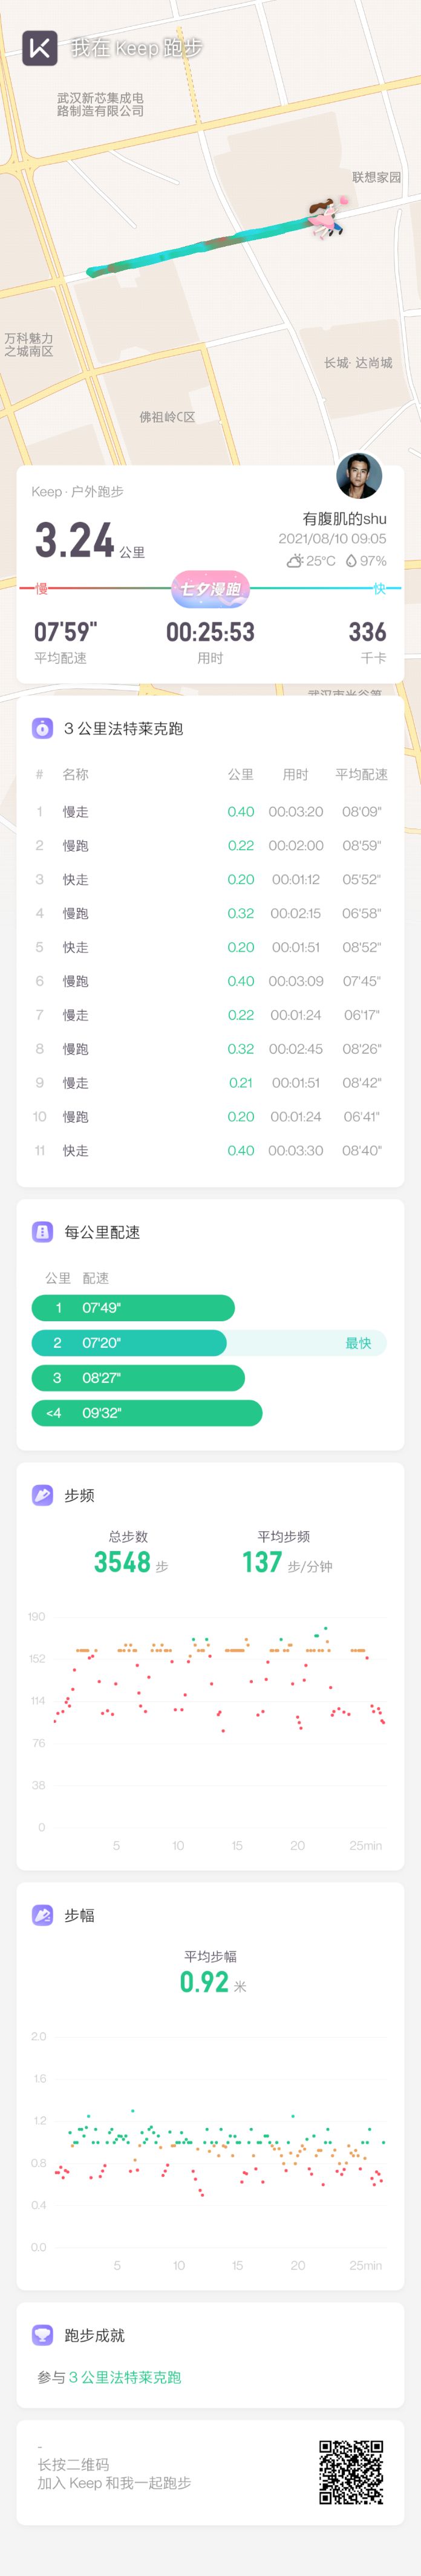 我在 Keep 跑步
武汉新芯集成电
路制造有限公司
联想家园
万科魅力
之城南区
长城· 达尚城
佛祖岭C区
Keep · 户外跑步
有腹肌的shu
3.24 公里
2021/08/10 09:05
25°C 97%
慢 七夕漫跑 快
07'59" 00:25:53 336
平均配速 用时 千卡
3 公里法特莱克跑
# 名称 公里 用时 平均配速
1 慢走 0.40 00:03:20 08'09"
2 慢跑 0.22 00:02:00 08'59"
3 快走 0.20 00:01:12 05'52"
4 慢跑 0.32 00:02:15 06'58"
5 快走 0.20 00:01:51 08'52"
6 慢跑 0.40 00:03:09 07'45"
7 慢走 0.22 00:01:24 06'17"
8 慢跑 0.32 00:02:45 08'26"
9 慢走 0.21 00:01:51 08'42"
10 慢跑 0.20 00:01:24 06'41"
11 快走 0.40 00:03:30 08'40"
每公里配速
公里 配速
1 07'49"
2 07'20" 最快
3 08'27"
<4 09'32"
步频
总步数 平均步频
3548 步 137 步/分钟
190
152
114
76
38
0
5 10 15 20 25min
步幅
平均步幅
0.92 米
2.0
1.6
1.2
0.8
0.4
0.0
5 10 15 20 25min
跑步成就
参与 3 公里法特莱克跑
-
长按二维码
加入 Keep 和我一起跑步